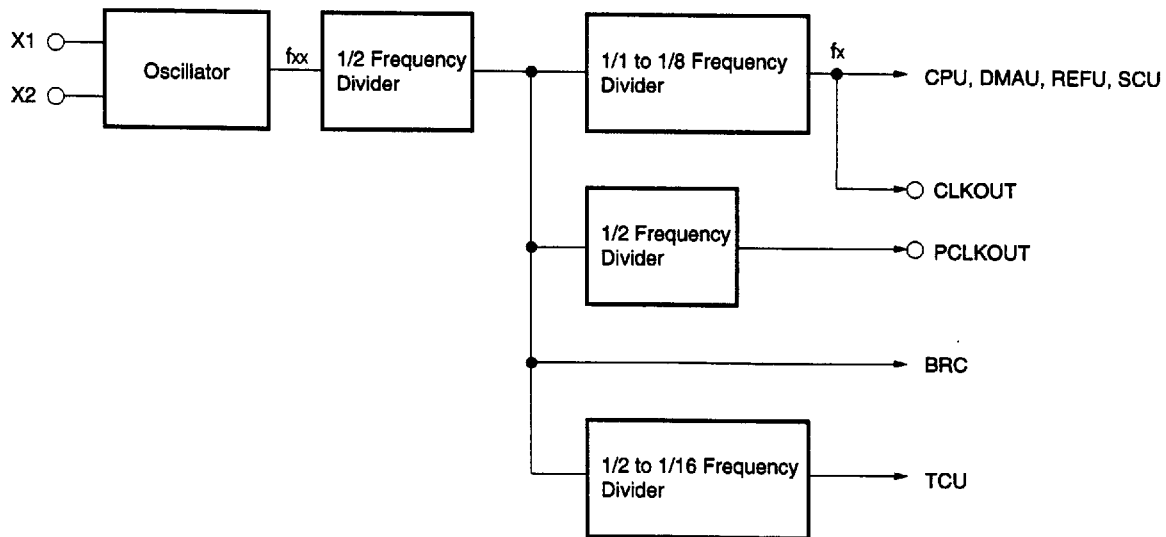 X1
X2
Oscillator
fxx
1/2 Frequency
Divider
1/1 to 1/8 Frequency
Divider
fx
CPU, DMAU, REFU, SCU
CLKOUT
1/2 Frequency
Divider
PCLKOUT
BRC
1/2 to 1/16 Frequency
Divider
TCU